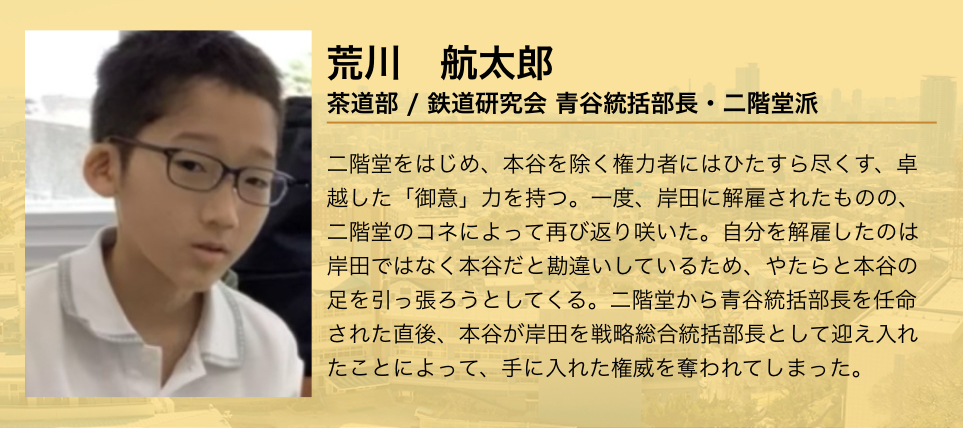 荒川　航太郎
茶道部 / 鉄道研究会 青谷統括部長・二階堂派
二階堂をはじめ、本谷を除く権力者にはひたすら尽くす、卓
越した「御意」力を持つ。一度、岸田に解雇されたものの、
二階堂のコネによって再び返り咲いた。自分を解雇したのは
岸田ではなく本谷だと勘違いしているため、やたらと本谷の
足を引っ張ろうとしてくる。二階堂から青谷統括部長を任命
された直後、本谷が岸田を戦略総合統括部長として迎え入れ
たことによって、手に入れた権威を奪われてしまった。